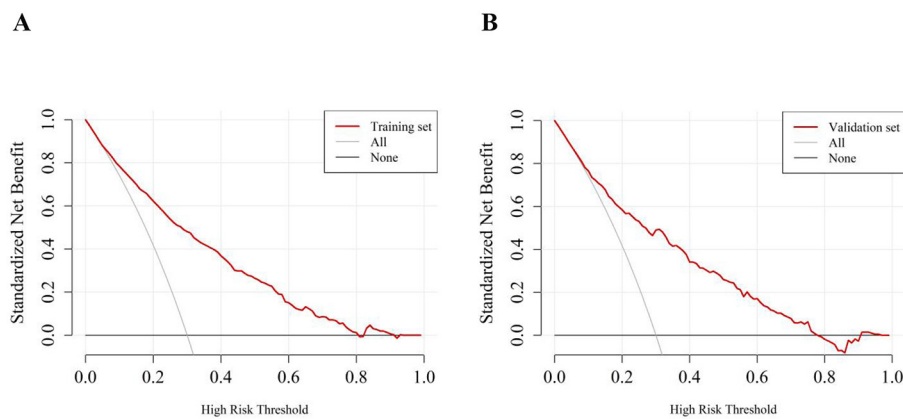 A
Standardized Net Benefit
1.0
0.8
0.6
0.4
0.2
0.0
Training set
All
None
0.0 0.2 0.4 0.6 0.8 1.0
High Risk Threshold
B
Standardized Net Benefit
1.0
0.8
0.6
0.4
0.2
0.0
Validation set
All
None
0.0 0.2 0.4 0.6 0.8 1.0
High Risk Threshold